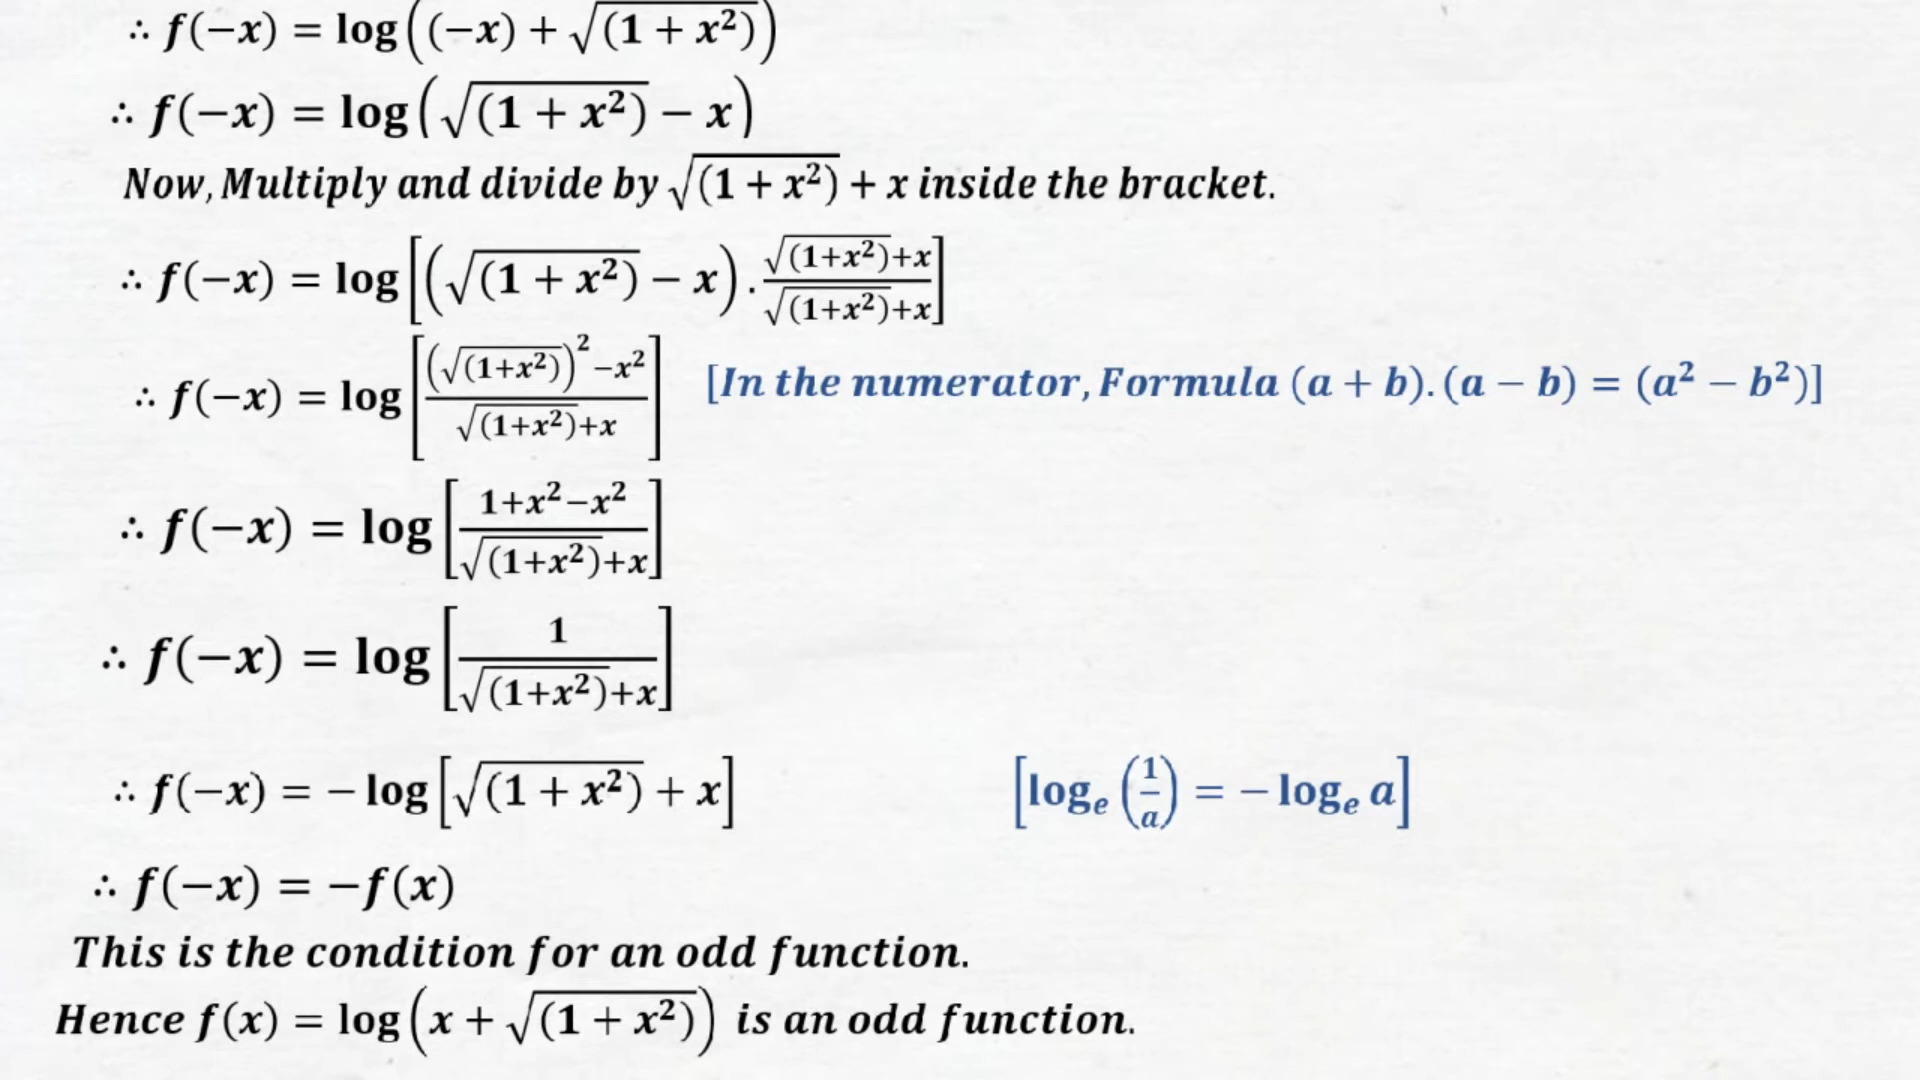 ∴ f(−x) = log((−x) + √(1 + x²))
∴ f(−x) = log(√(1 + x²) − x)
Now, Multiply and divide by √(1 + x²) + x inside the bracket.
∴ f(−x) = log[(√(1 + x²) − x) . (√(1+x²)+x)/(√(1+x²)+x)]
∴ f(−x) = log[((√(1+x²))² −x²)/(√(1+x²)+x)] [In the numerator, Formula (a + b). (a − b) = (a² − b²)]
∴ f(−x) = log[(1+x²−x²)/(√(1+x²)+x)]
∴ f(−x) = log[1/(√(1+x²)+x)]
∴ f(−x) = − log[√(1 + x²) + x] [logₑ (1/a) = − logₑ a]
∴ f(−x) = −f(x)
This is the condition for an odd function.
Hence f(x) = log(x + √(1 + x²)) is an odd function.